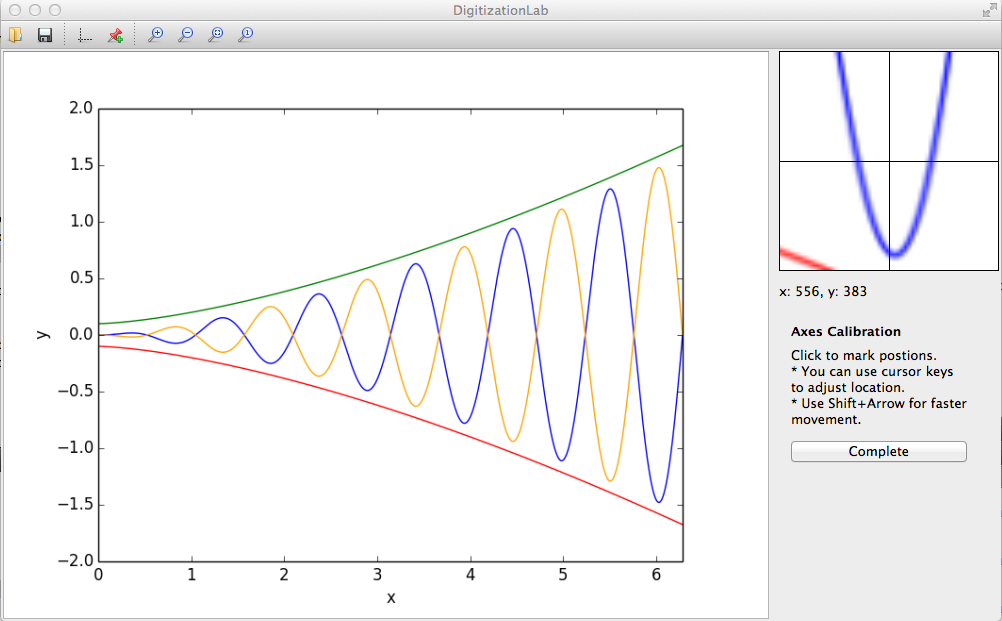 DigitizationLab
2.0
1.5
1.0
0.5
0.0
−0.5
−1.0
−1.5
−2.0
y
0 1 2 3 4 5 6
x
x: 556, y: 383
Axes Calibration
Click to mark postions.
* You can use cursor keys
to adjust location.
* Use Shift+Arrow for faster
movement.
Complete